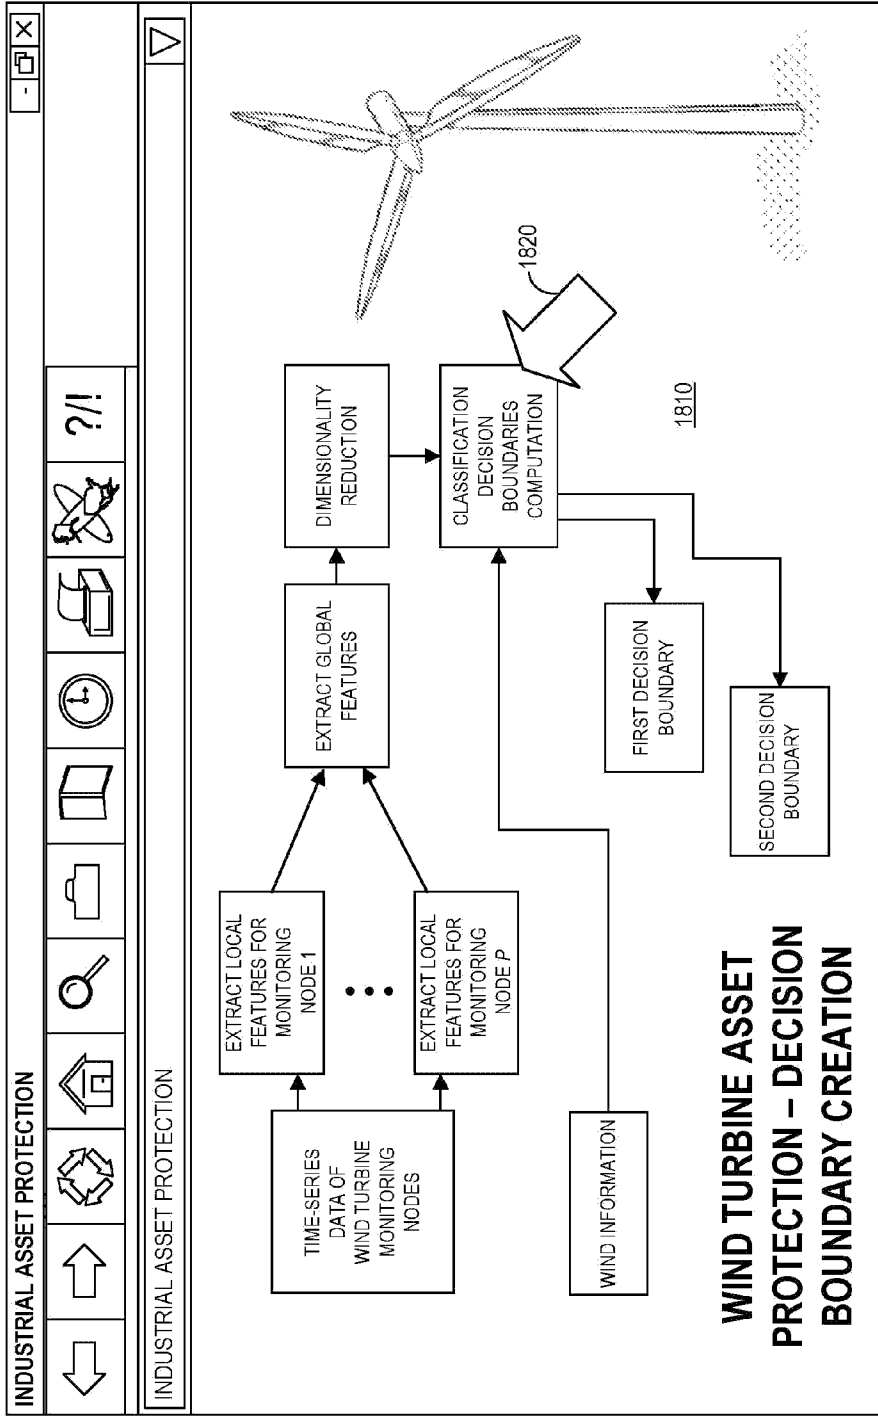 INDUSTRIAL ASSET PROTECTION
- X
?/!
INDUSTRIAL ASSET PROTECTION
TIME-SERIES
DATA OF
WIND TURBINE
MONITORING
NODES
EXTRACT LOCAL
FEATURES FOR
MONITORING
NODE 1
EXTRACT LOCAL
FEATURES FOR
MONITORING
NODE P
EXTRACT GLOBAL
FEATURES
DIMENSIONALITY
REDUCTION
CLASSIFICATION
DECISION
BOUNDARIES
COMPUTATION
1820
WIND INFORMATION
FIRST DECISION
BOUNDARY
SECOND DECISION
BOUNDARY
1810
WIND TURBINE ASSET
PROTECTION – DECISION
BOUNDARY CREATION